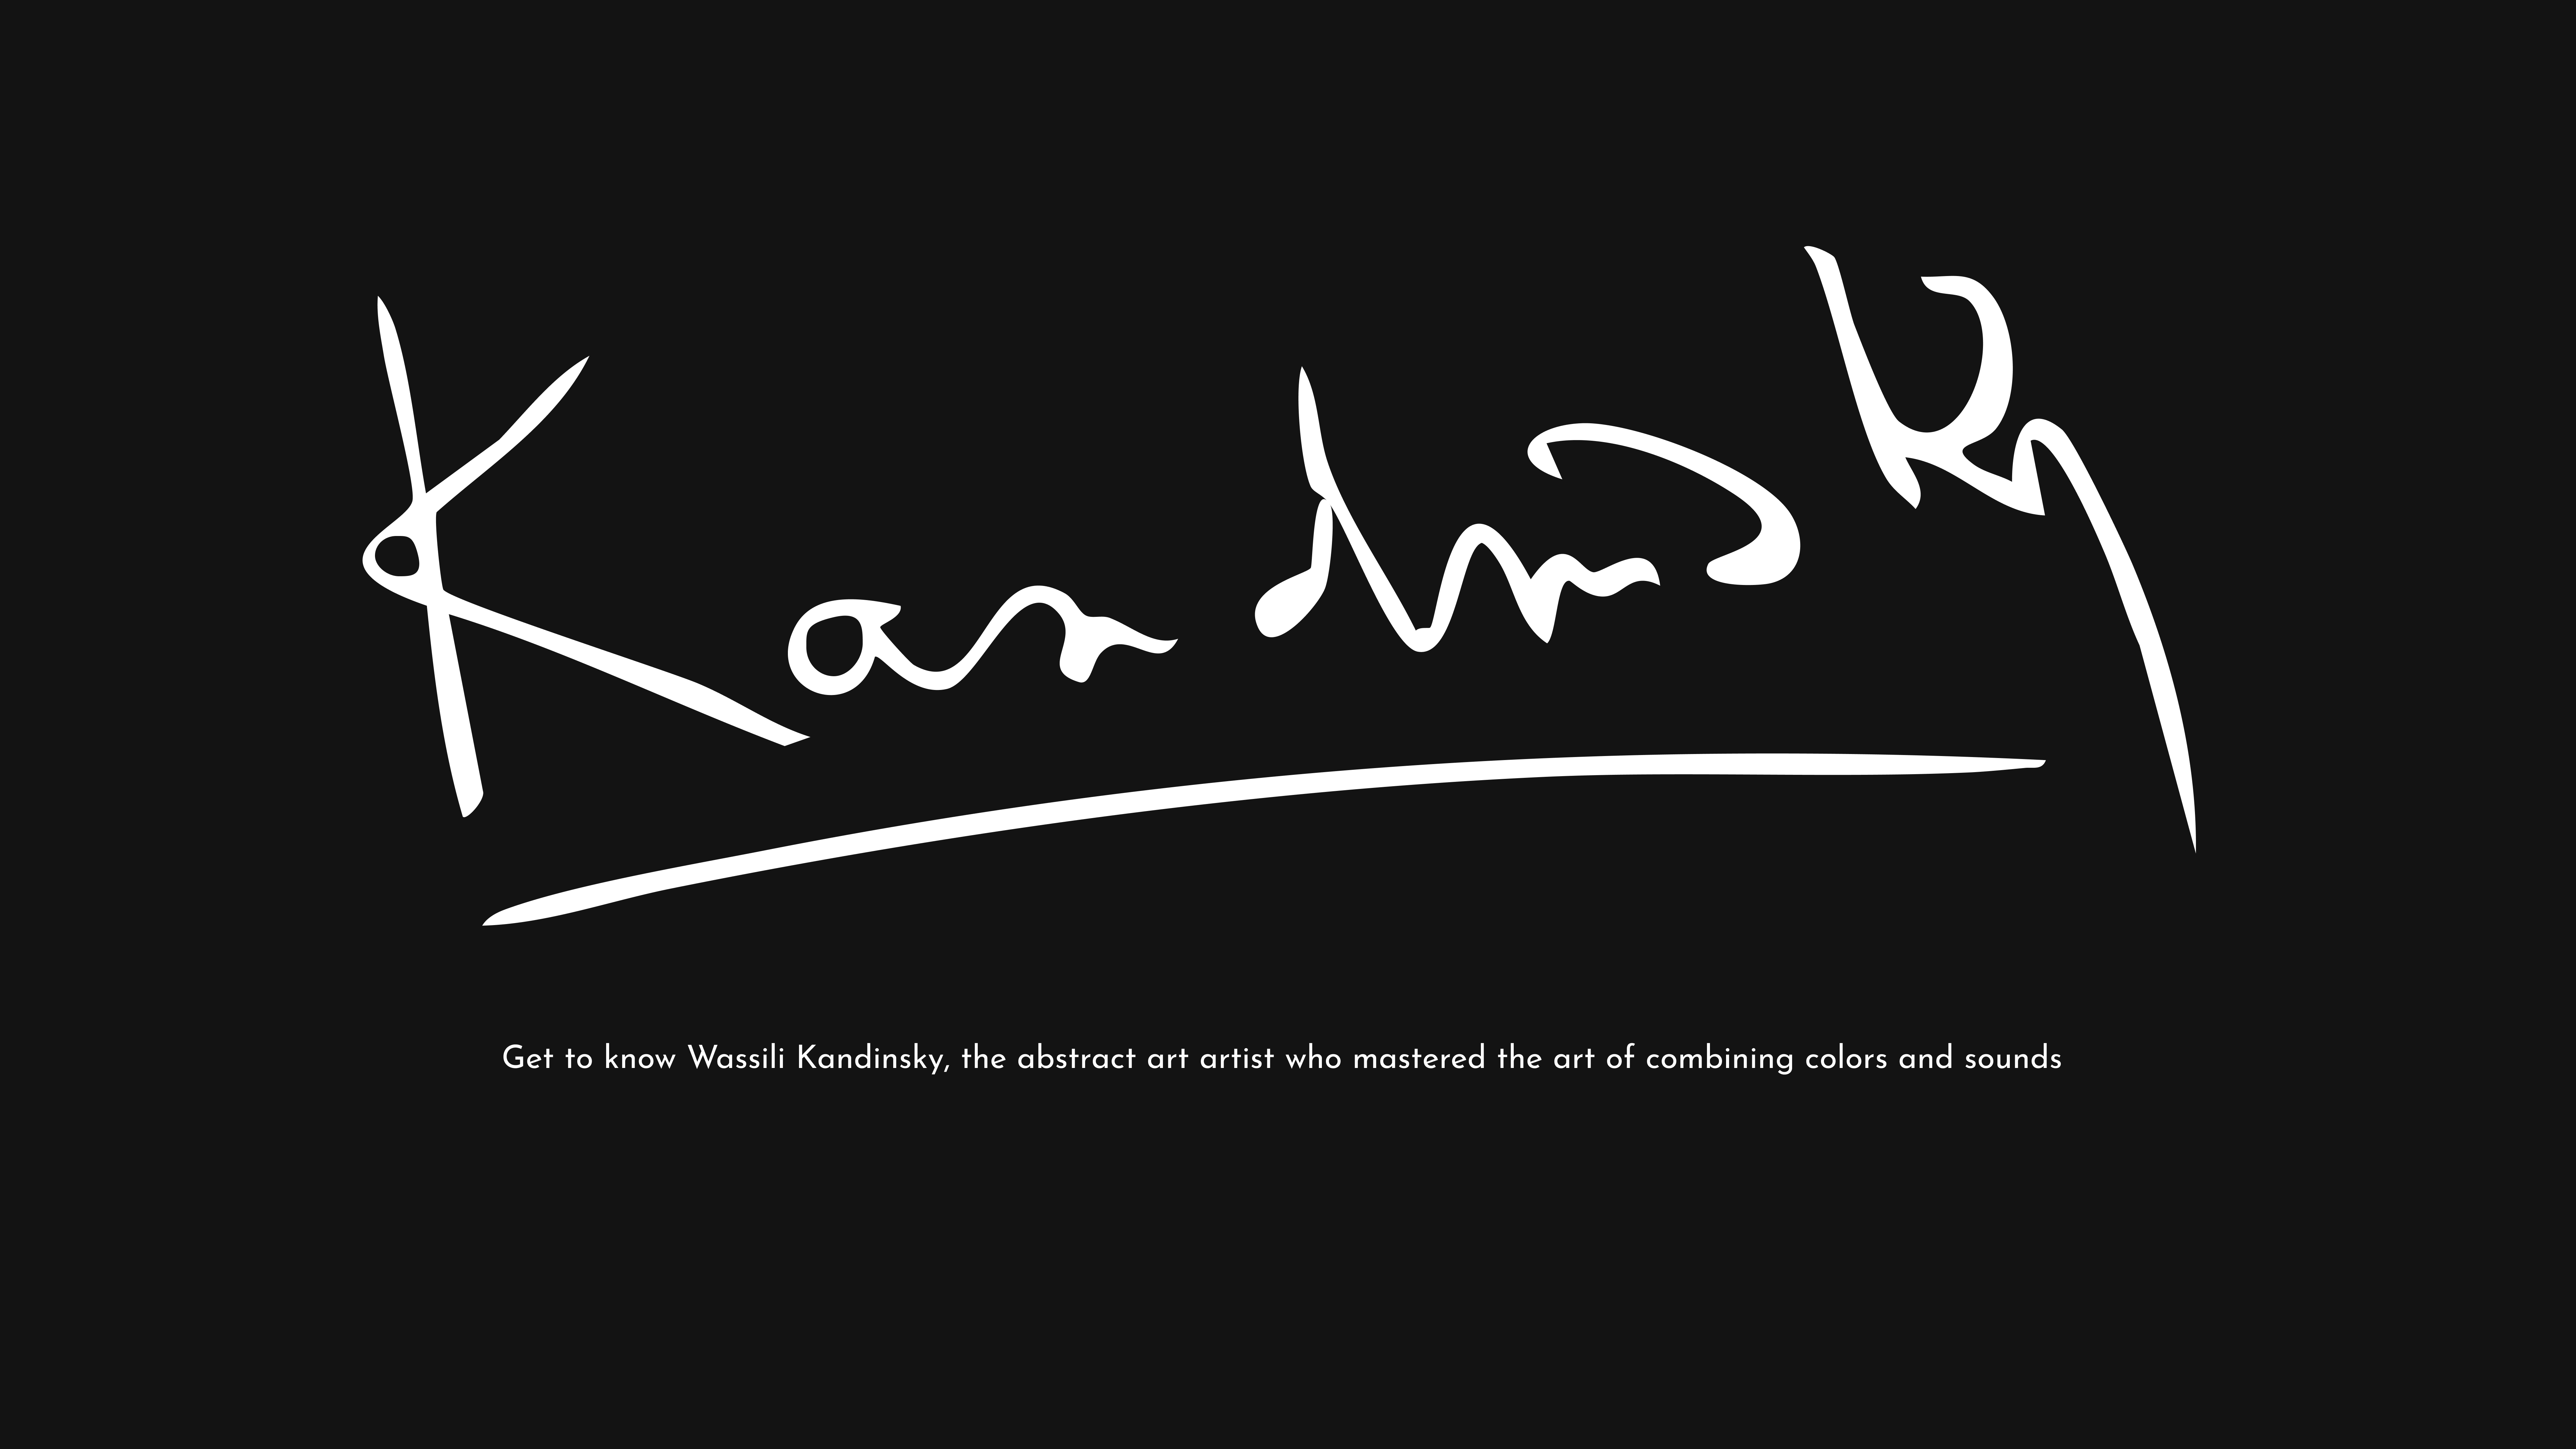 Kandinsky
Get to know Wassili Kandinsky, the abstract art artist who mastered the art of combining colors and sounds